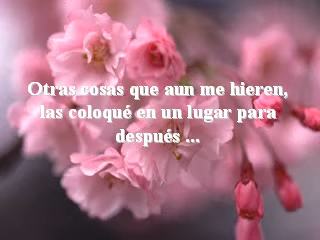 Otras cosas que aun me hieren,
las coloqué en un lugar para
después ...